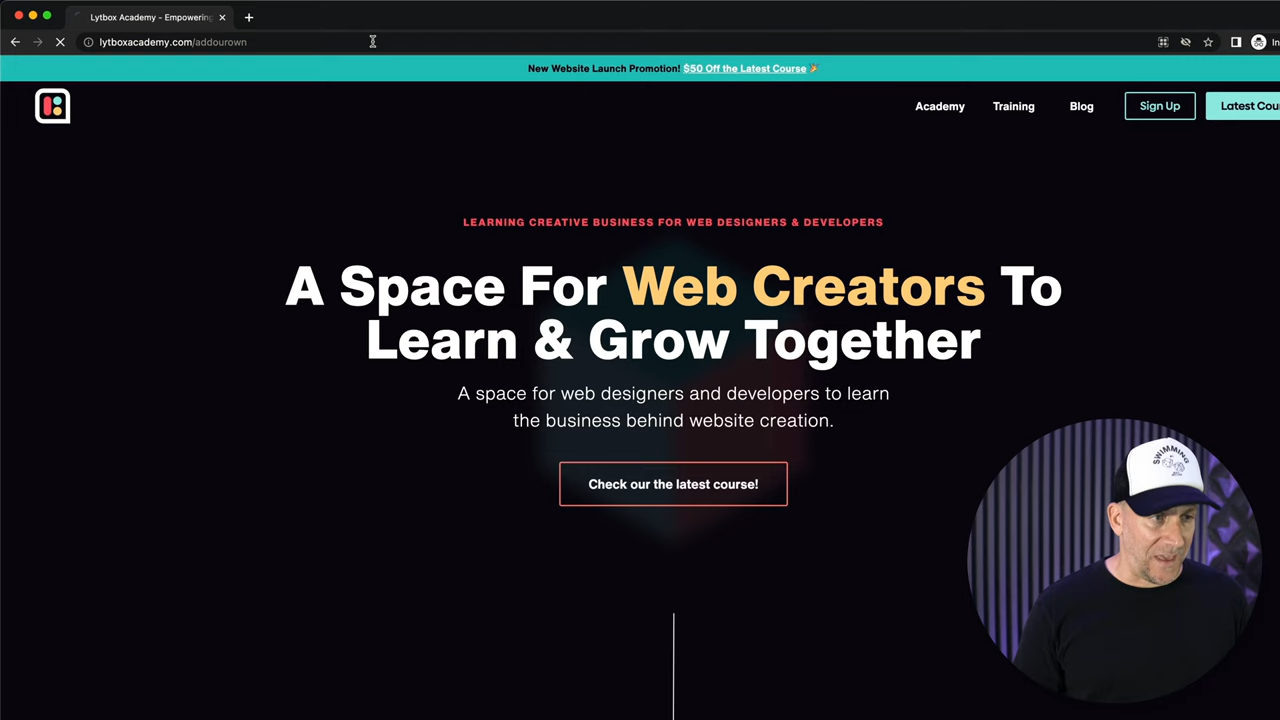 Lytbox Academy - Empowering
lytboxacademy.com/addourown
New Website Launch Promotion! $50 Off the Latest Course 🎉
Academy
Training
Blog
Sign Up
Latest Cou
LEARNING CREATIVE BUSINESS FOR WEB DESIGNERS & DEVELOPERS
A Space For Web Creators To
Learn & Grow Together
A space for web designers and developers to learn
the business behind website creation.
Check our the latest course!
SWIMMING